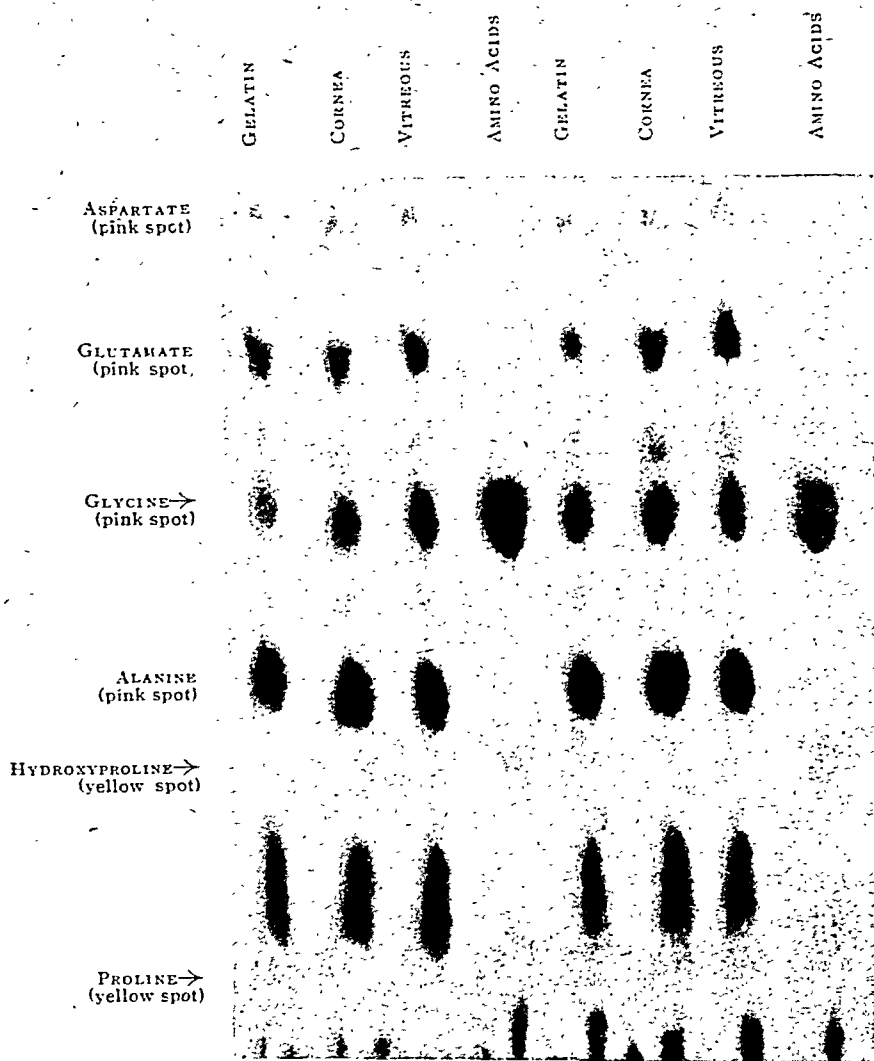 GELATIN
CORNEA
VITREOUS
AMINO ACIDS
GELATIN
CORNEA
VITREOUS
AMINO ACIDS
ASPARTATE
(pink spot)
GLUTAMATE
(pink spot,
GLYCINE→
(pink spot)
ALANINE
(pink spot)
HYDROXYPROLINE→
(yellow spot)
PROLINE→
(yellow spot)